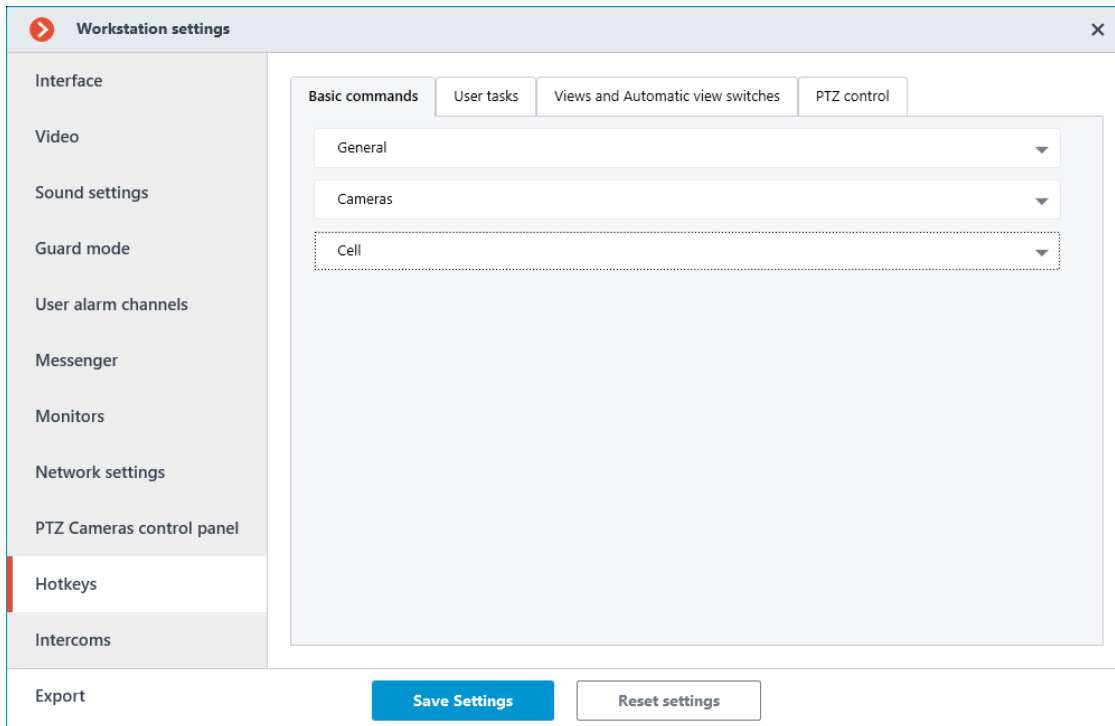 Workstation settings
Interface
Video
Sound settings
Guard mode
User alarm channels
Messenger
Monitors
Network settings
PTZ Cameras control panel
Hotkeys
Intercoms
Export
Basic commands
User tasks
Views and Automatic view switches
PTZ control
General
Cameras
Cell
Save Settings
Reset settings